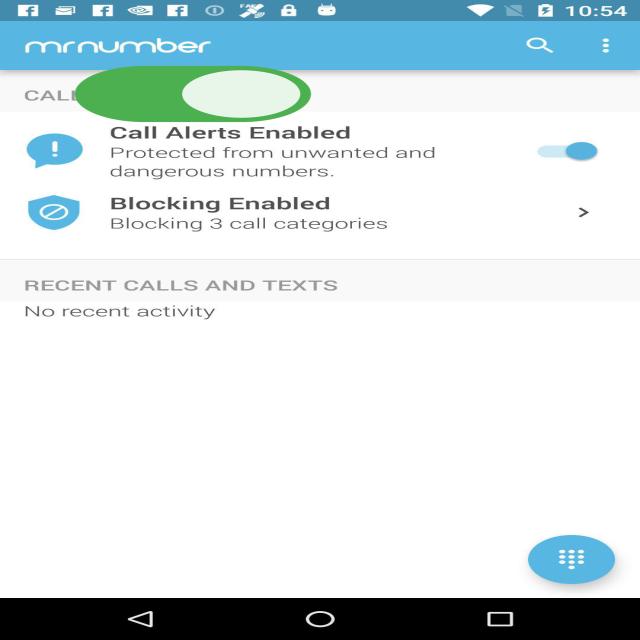 10:54
mrnumber
CALL
Call Alerts Enabled
Protected from unwanted and
dangerous numbers.
Blocking Enabled
Blocking 3 call categories
RECENT CALLS AND TEXTS
No recent activity